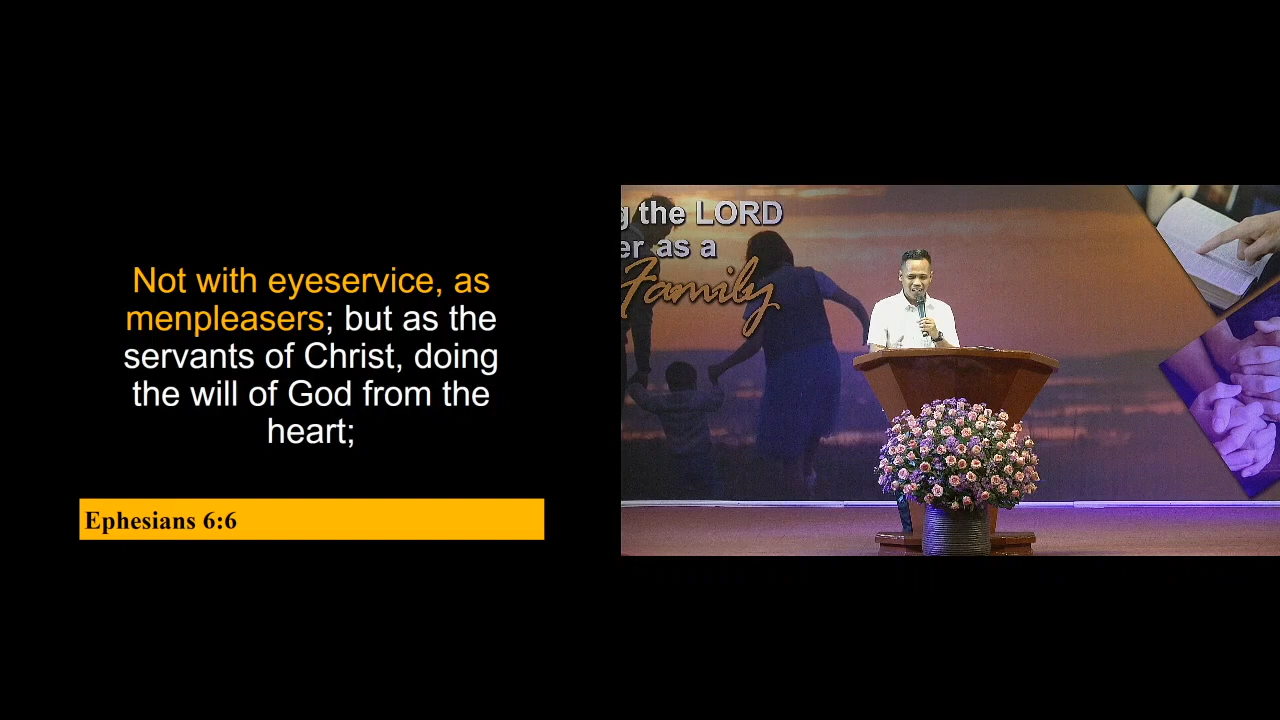 Not with eyeservice, as
menpleasers; but as the
servants of Christ, doing
the will of God from the
heart;
Ephesians 6:6
the LORD
as a
Family